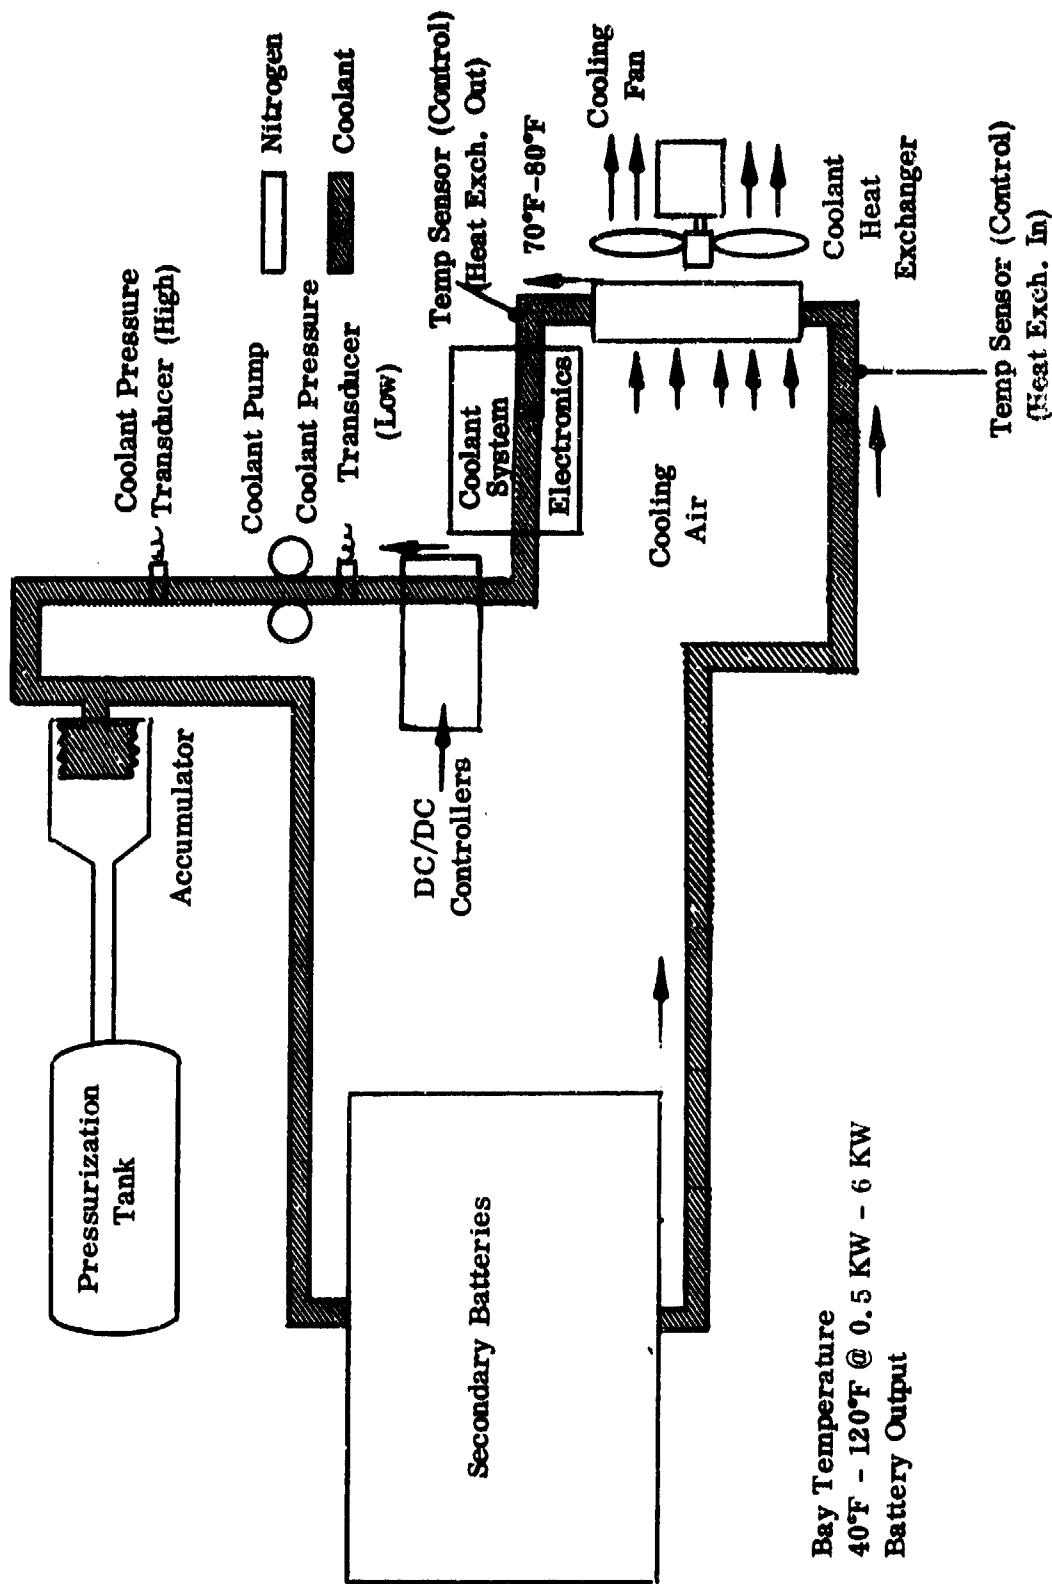 Pressurization
Tank
Accumulator
Coolant Pressure
Transducer (High)
Nitrogen
Coolant
Coolant Pump
Coolant Pressure
Transducer
(Low)
Temp Sensor (Control)
(Heat Exch. Out)
70°F-80°F
Coolant
System
Electronics
DC/DC
Controllers
Cooling
Fan
Cooling
Air
Coolant
Heat
Exchanger
Temp Sensor (Control)
(Heat Exch. In)
Secondary Batteries
Bay Temperature
40°F - 120°F @ 0.5 KW - 6 KW
Battery Output